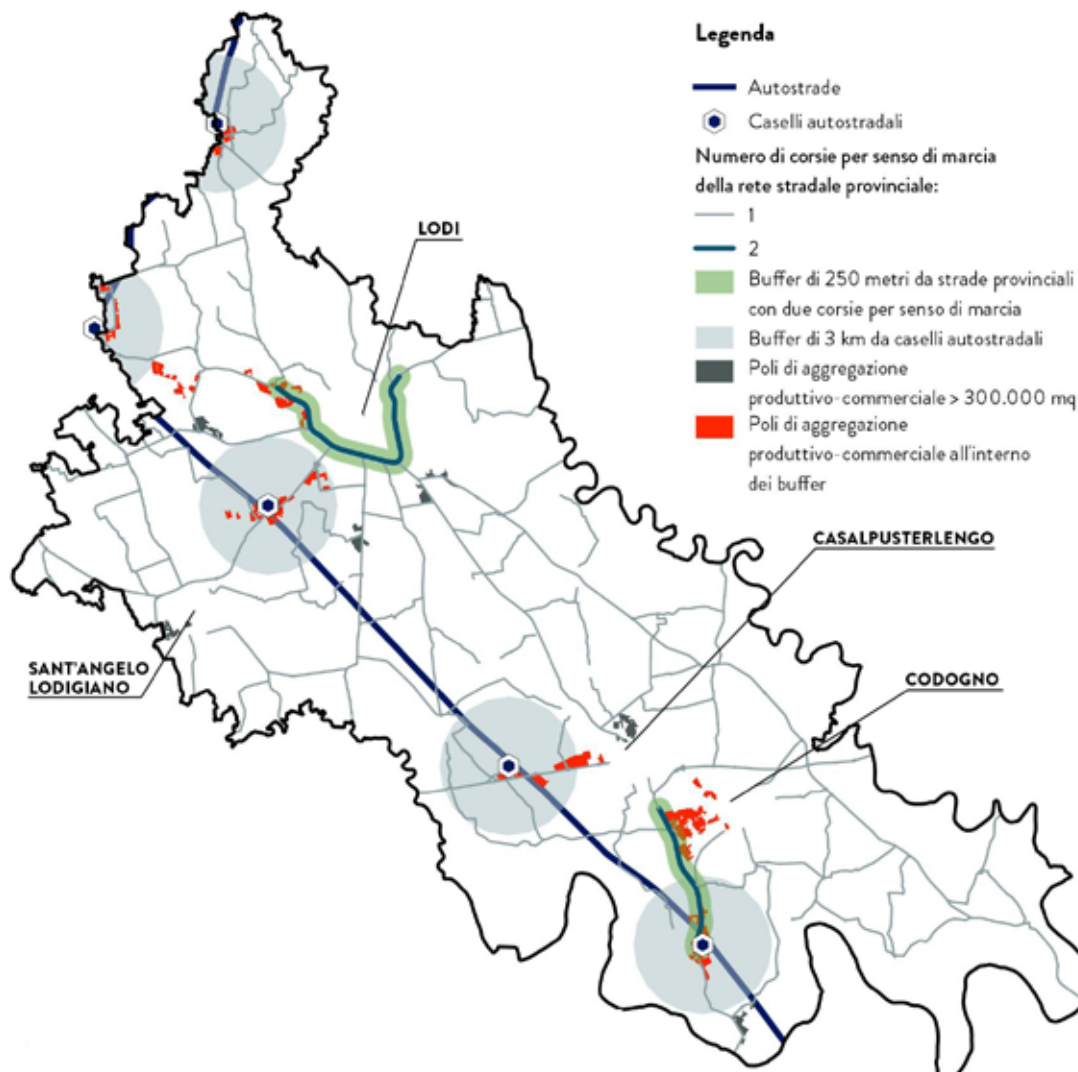 Legenda
Autostrade
Caselli autostradali
Numero di corsie per senso di marcia
della rete stradale provinciale:
1
2
Buffer di 250 metri da strade provinciali
con due corsie per senso di marcia
Buffer di 3 km da caselli autostradali
Poli di aggregazione
produttivo-commerciale > 300.000 mq
Poli di aggregazione
produttivo-commerciale all'interno
dei buffer
LODI
CASALPUSTERLENGO
SANT'ANGELO
LODIGIANO
CODOGNO